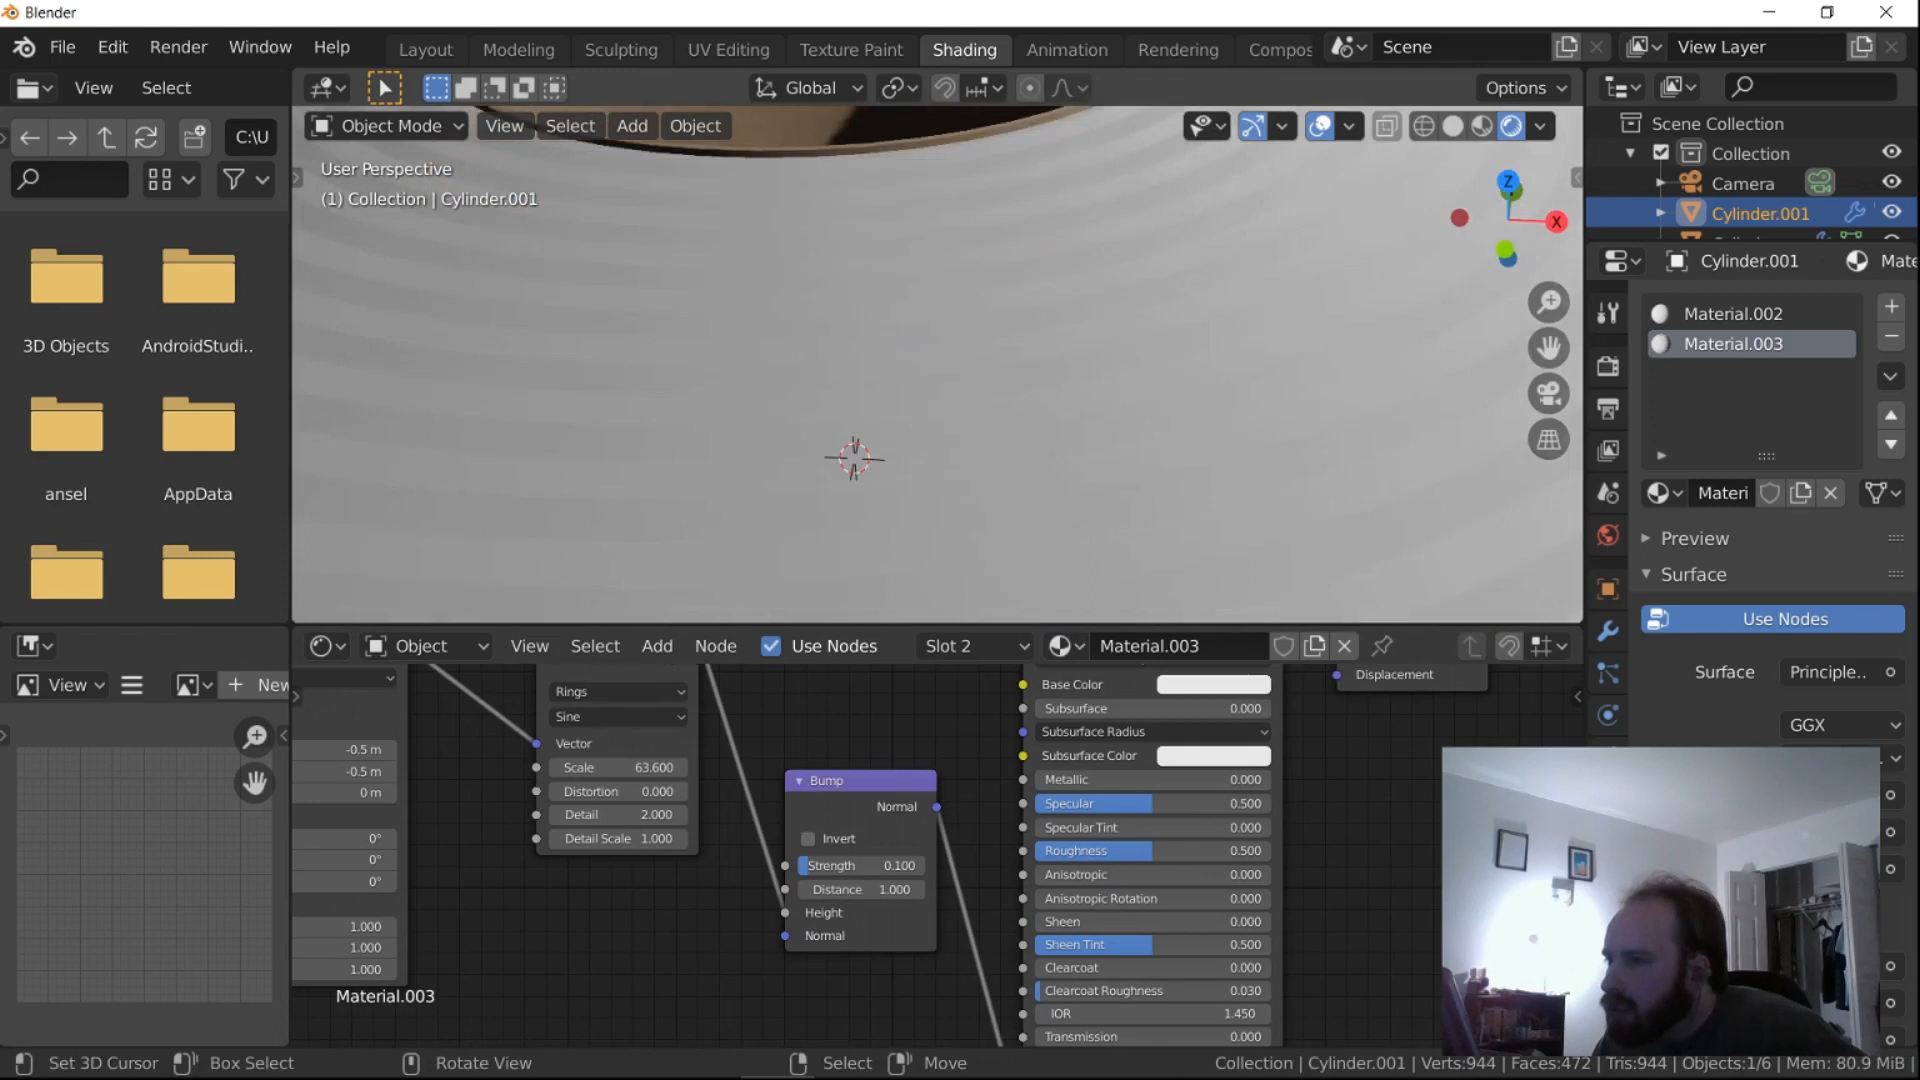 Blender
File Edit Render Window Help
Layout Modeling Sculpting UV Editing Texture Paint Shading Animation Rendering Compos
Scene
View Layer
View Select
Global
Options
C:\U
Object Mode View Select Add Object
User Perspective
(1) Collection | Cylinder.001
Z
X
3D Objects
AndroidStudi..
ansel
AppData
Scene Collection
Collection
Camera
Cylinder.001
Cylinder.001 Mate
Material.002
Material.003
Materi
Preview
Surface
Use Nodes
Surface Principle..
GGX
View
New
Object View Select Add Node Use Nodes Slot 2 Material.003
-0.5 m
-0.5 m
0 m
0°
0°
0°
1.000
1.000
1.000
Material.003
Rings
Sine
Vector
Scale 63.600
Distortion 0.000
Detail 2.000
Detail Scale 1.000
Bump
Normal
Invert
Strength 0.100
Distance 1.000
Height
Normal
Base Color
Subsurface 0.000
Subsurface Radius
Subsurface Color
Metallic 0.000
Specular 0.500
Specular Tint 0.000
Roughness 0.500
Anisotropic 0.000
Anisotropic Rotation 0.000
Sheen 0.000
Sheen Tint 0.500
Clearcoat 0.000
Clearcoat Roughness 0.030
IOR 1.450
Transmission 0.000
Displacement
Set 3D Cursor Box Select Rotate View Select Move
Collection | Cylinder.001 | Verts:944 | Faces:472 | Tris:944 | Objects:1/6 | Mem: 80.9 MiB